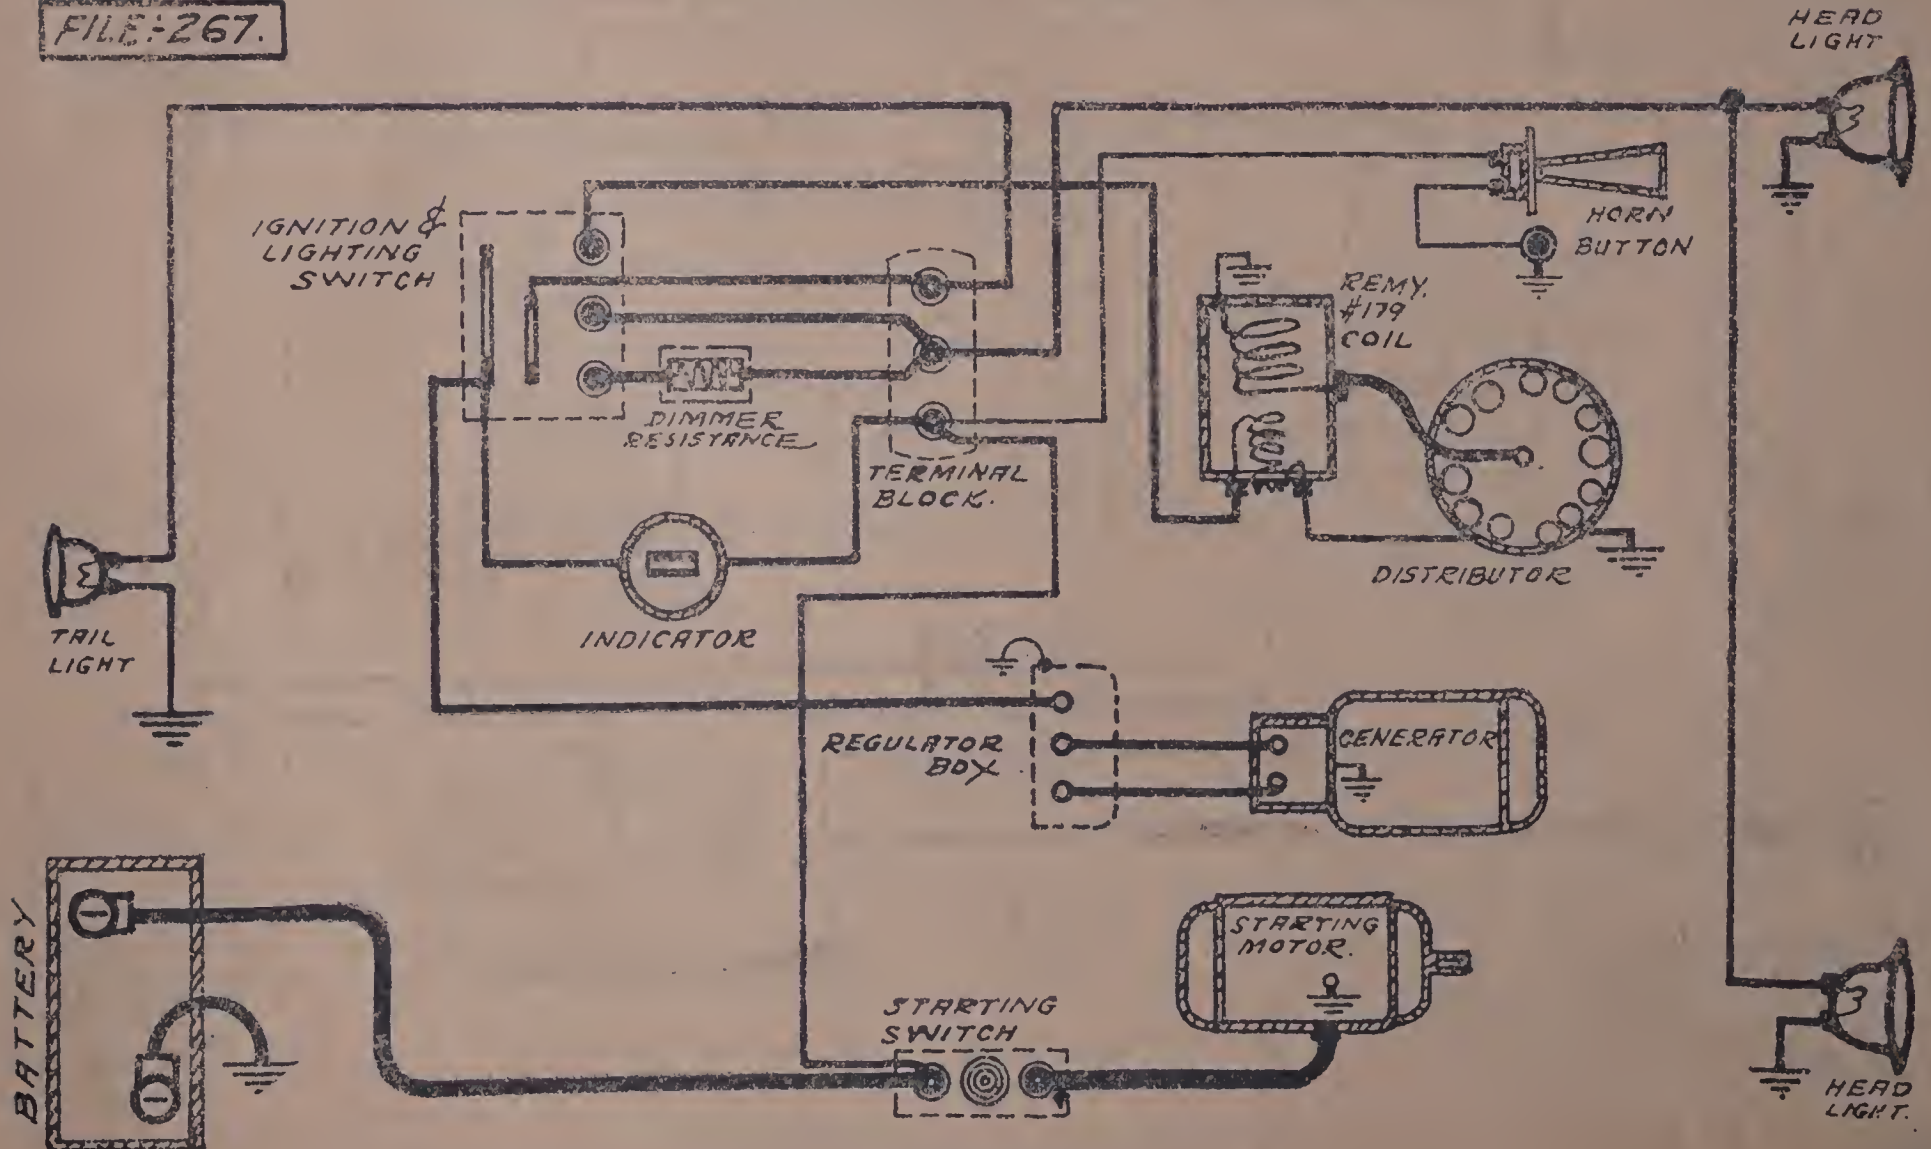 FILE:-267.
HEAD
LIGHT
IGNITION &
LIGHTING
SWITCH
HORN
BUTTON
REMY.
#179
COIL
DIMMER
RESISTANCE
TERMINAL
BLOCK.
DISTRIBUTOR
INDICATOR
TAIL
LIGHT
REGULATOR
BOX
GENERATOR
STARTING
MOTOR.
BATTERY
STARTING
SWITCH
HEAD
LIGHT.